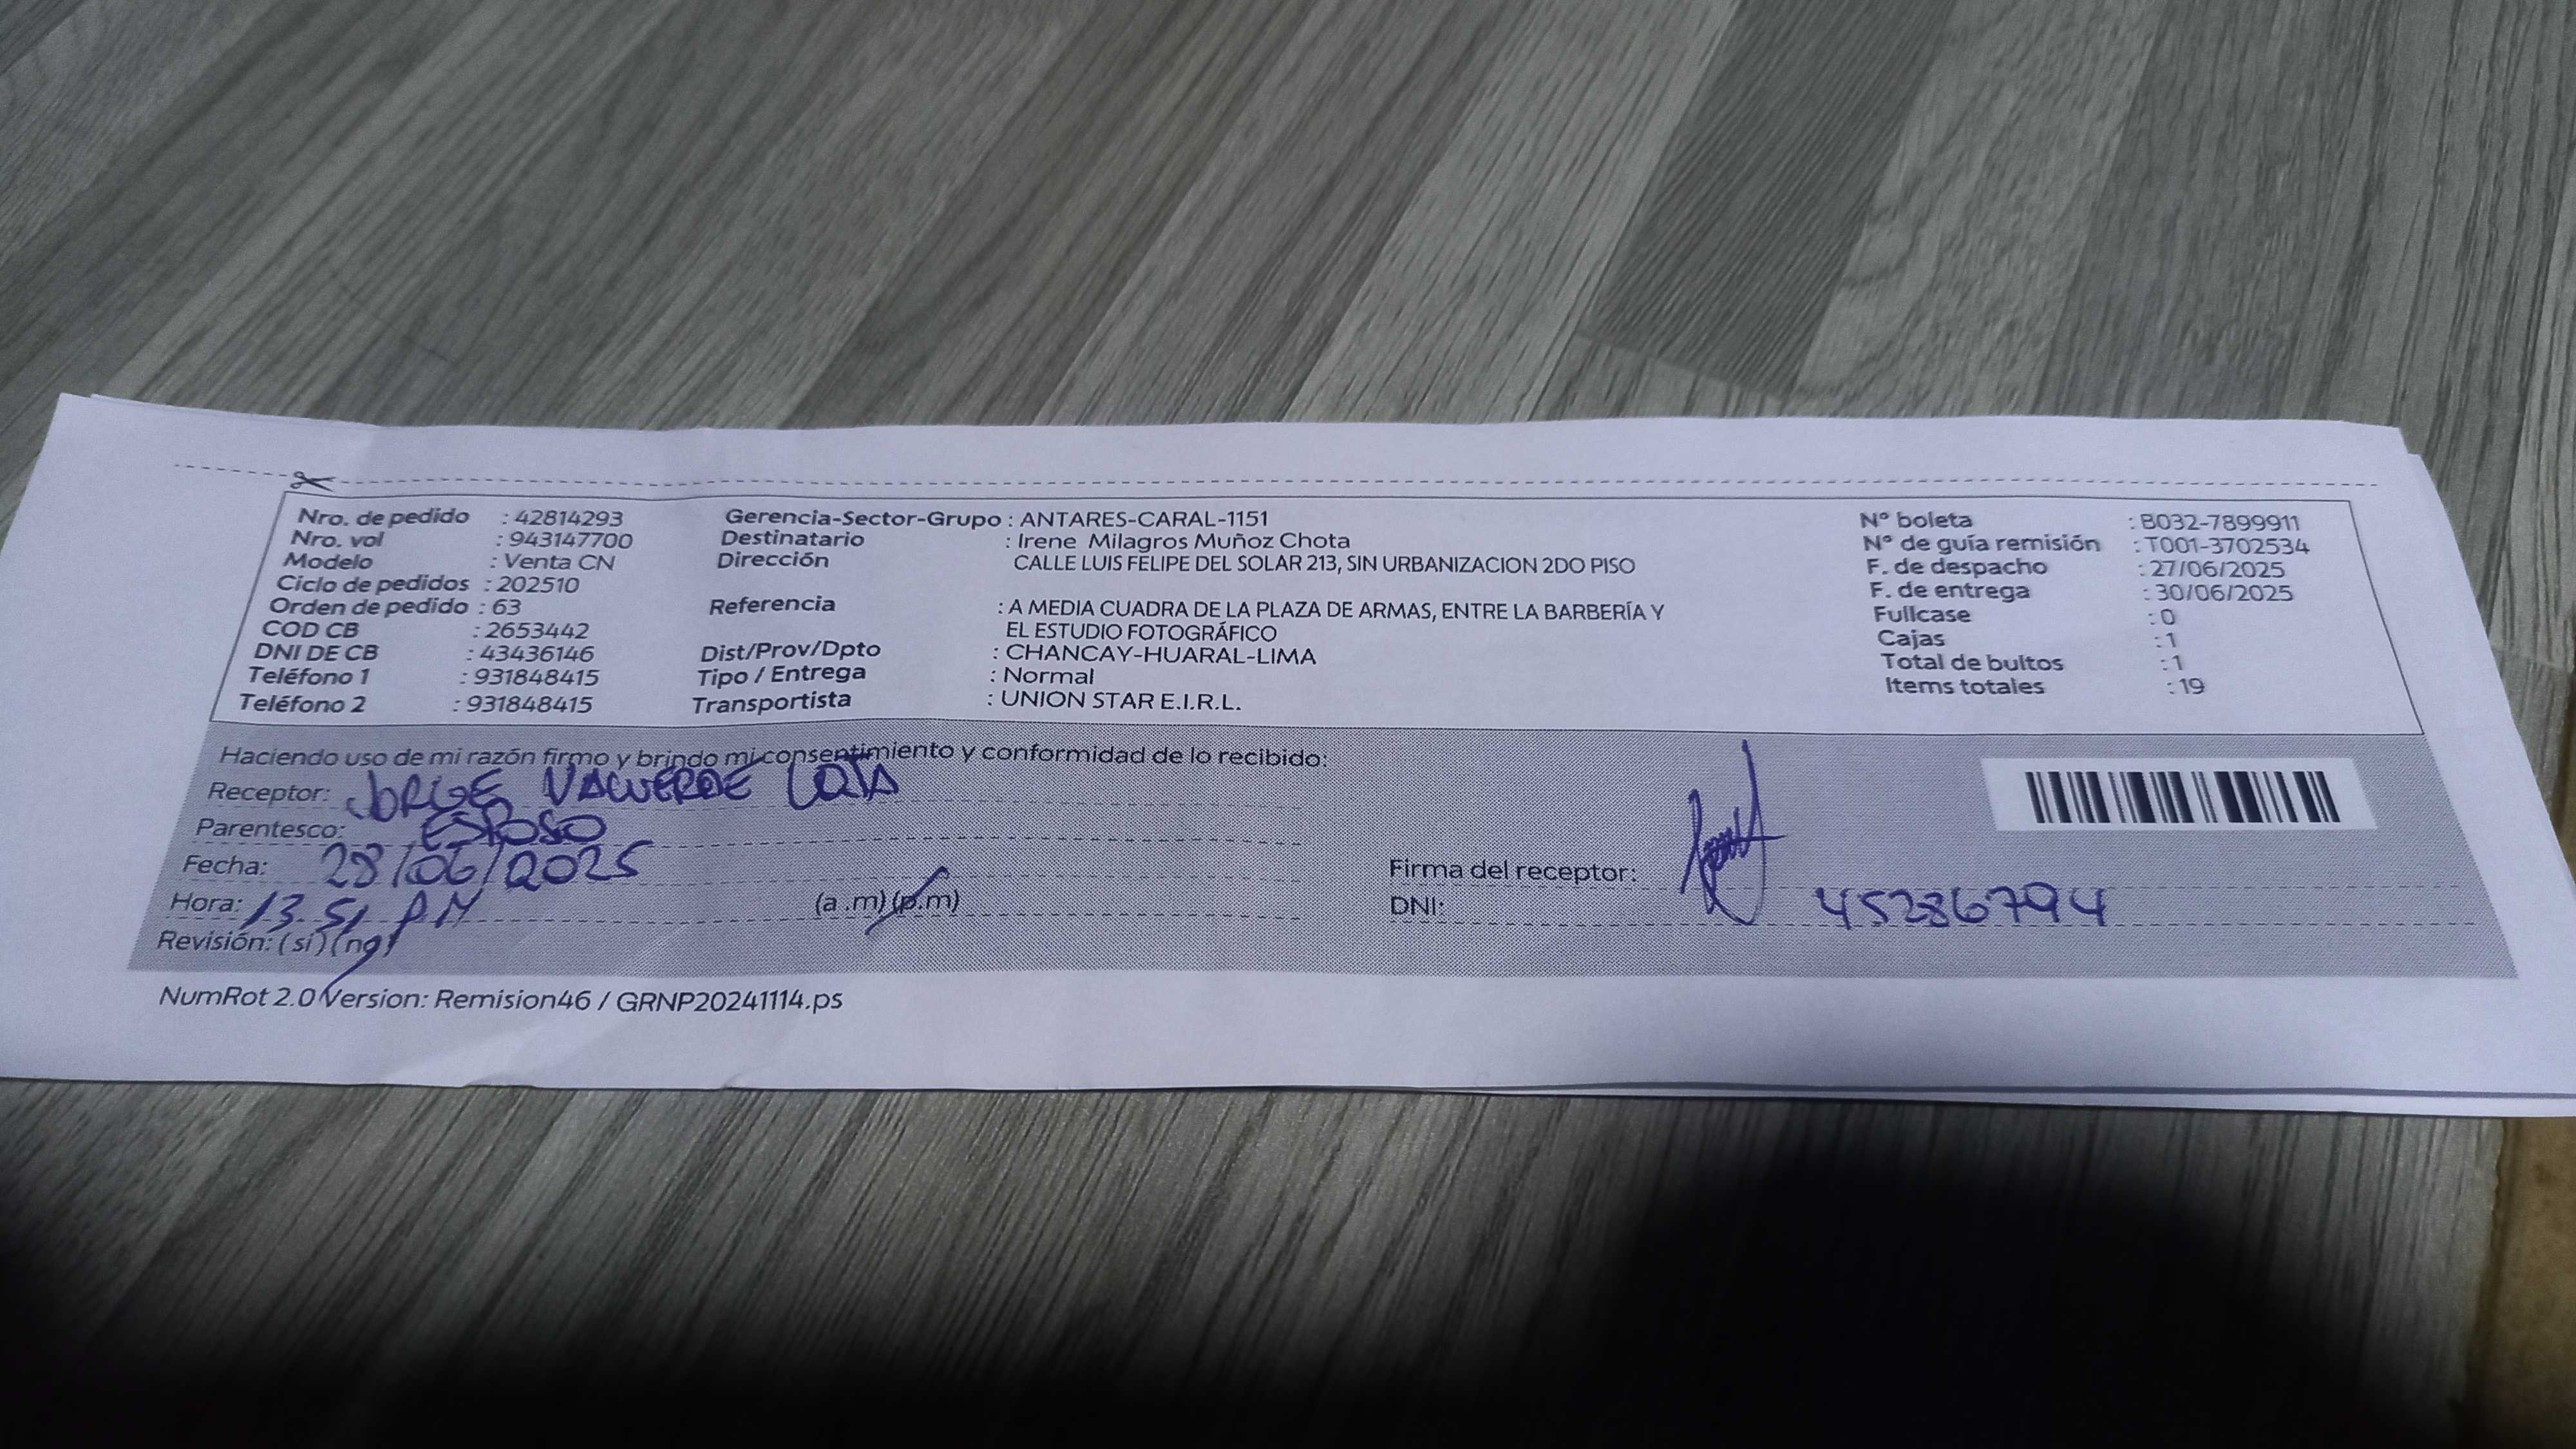 Nro. de pedido : 42814293
Nro. vol : 943147700
Modelo : Venta CN
Ciclo de pedidos : 202510
Orden de pedido : 63
COD CB : 2653442
DNI DE CB : 43436146
Teléfono 1 : 931848415
Teléfono 2 : 931848415
Gerencia-Sector-Grupo : ANTARES-CARAL-1151
Destinatario : Irene Milagros Muñoz Chota
Dirección CALLE LUIS FELIPE DEL SOLAR 213, SIN URBANIZACION 2DO PISO
Referencia : A MEDIA CUADRA DE LA PLAZA DE ARMAS, ENTRE LA BARBERÍA Y
EL ESTUDIO FOTOGRÁFICO
Dist/Prov/Dpto : CHANCAY-HUARAL-LIMA
Tipo / Entrega : Normal
Transportista : UNION STAR E.I.R.L.
N° boleta : B032-7899911
N° de guía remisión : T001-3702534
F. de despacho : 27/06/2025
F. de entrega : 30/06/2025
Fullcase : 0
Cajas : 1
Total de bultos : 1
Items totales : 19
Haciendo uso de mi razón firmo y brindo mi consentimiento y conformidad de lo recibido:
Receptor: JORGE
Parentesco: ESPOSO
Fecha: 28/06/2025
Hora: 13.51 P.M (a.m) (p.m)
Revisión: (si) (no)
Firma del receptor:
DNI: 45286794
NumRot 2.0 Version: Remision46 / GRNP20241114.ps